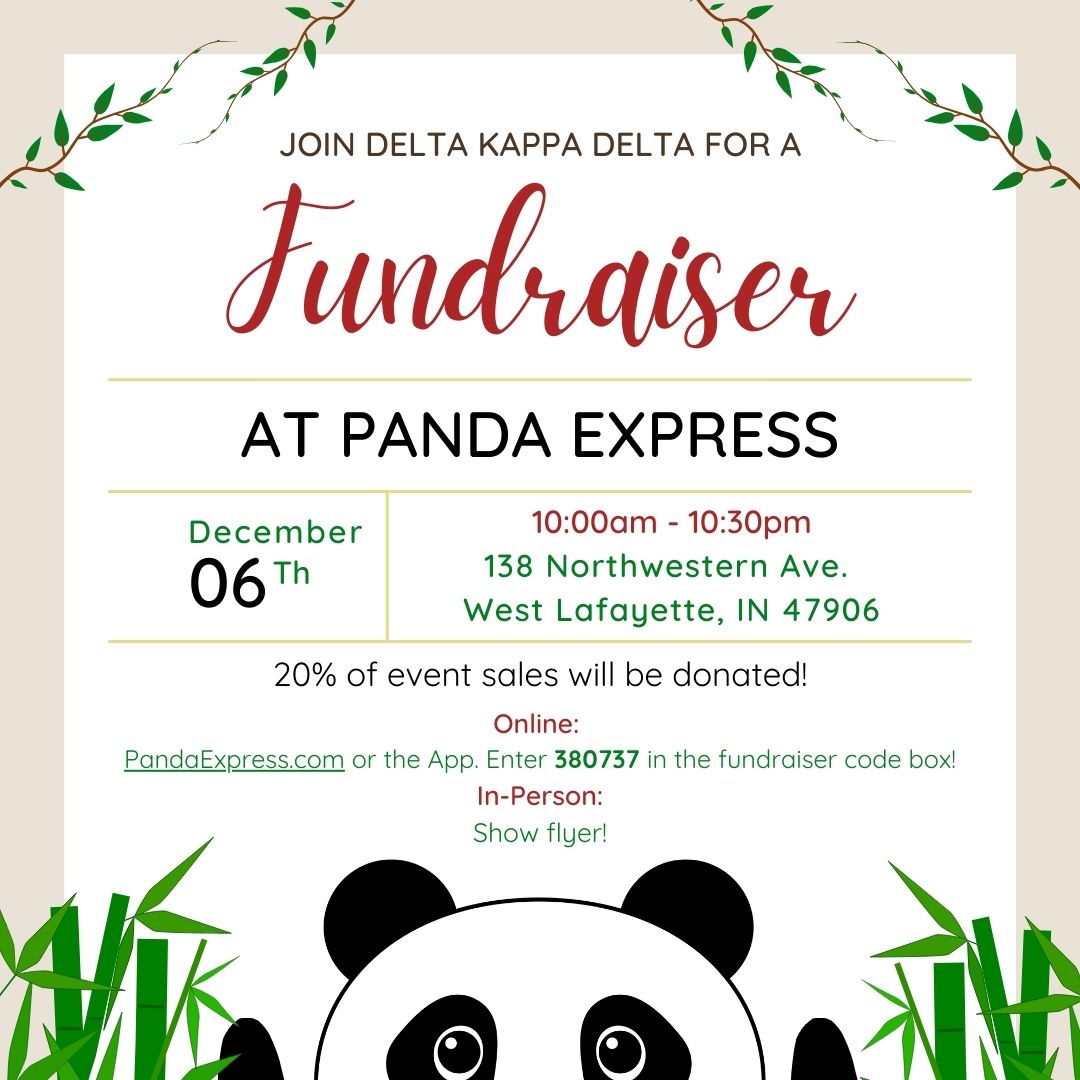 JOIN DELTA KAPPA DELTA FOR A
Fundraiser
AT PANDA EXPRESS
December
06 Th
10:00am - 10:30pm
138 Northwestern Ave.
West Lafayette, IN 47906
20% of event sales will be donated!
Online:
PandaExpress.com or the App. Enter 380737 in the fundraiser code box!
In-Person:
Show flyer!